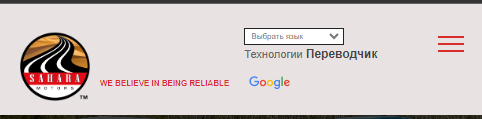 Выбрать язык
Технологии Переводчик
SAHARA
MOTORS
TM
WE BELIEVE IN BEING RELIABLE
Google